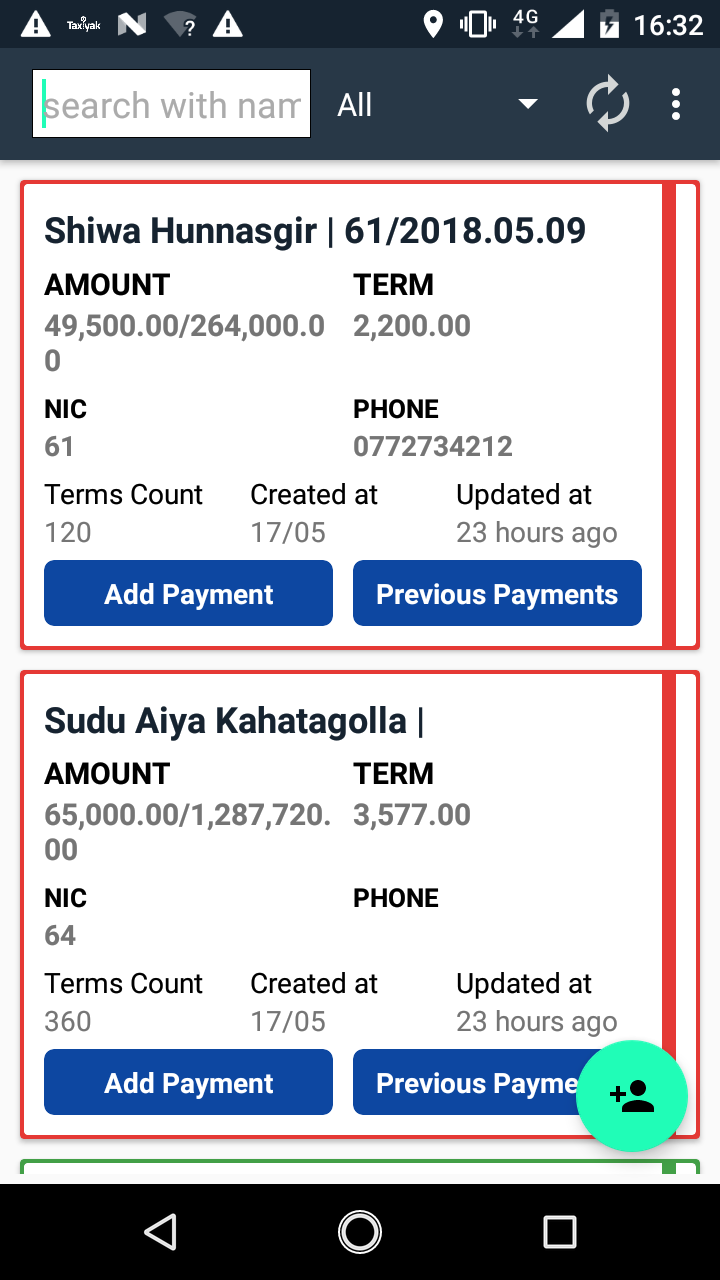 Taxiyak
4G
16:32
search with nam
All
Shiwa Hunnasgir | 61/2018.05.09
AMOUNT TERM
49,500.00/264,000.0 2,200.00
0
NIC PHONE
61 0772734212
Terms Count Created at Updated at
120 17/05 23 hours ago
Add Payment Previous Payments
Sudu Aiya Kahatagolla |
AMOUNT TERM
65,000.00/1,287,720. 3,577.00
00
NIC PHONE
64
Terms Count Created at Updated at
360 17/05 23 hours ago
Add Payment Previous Payme